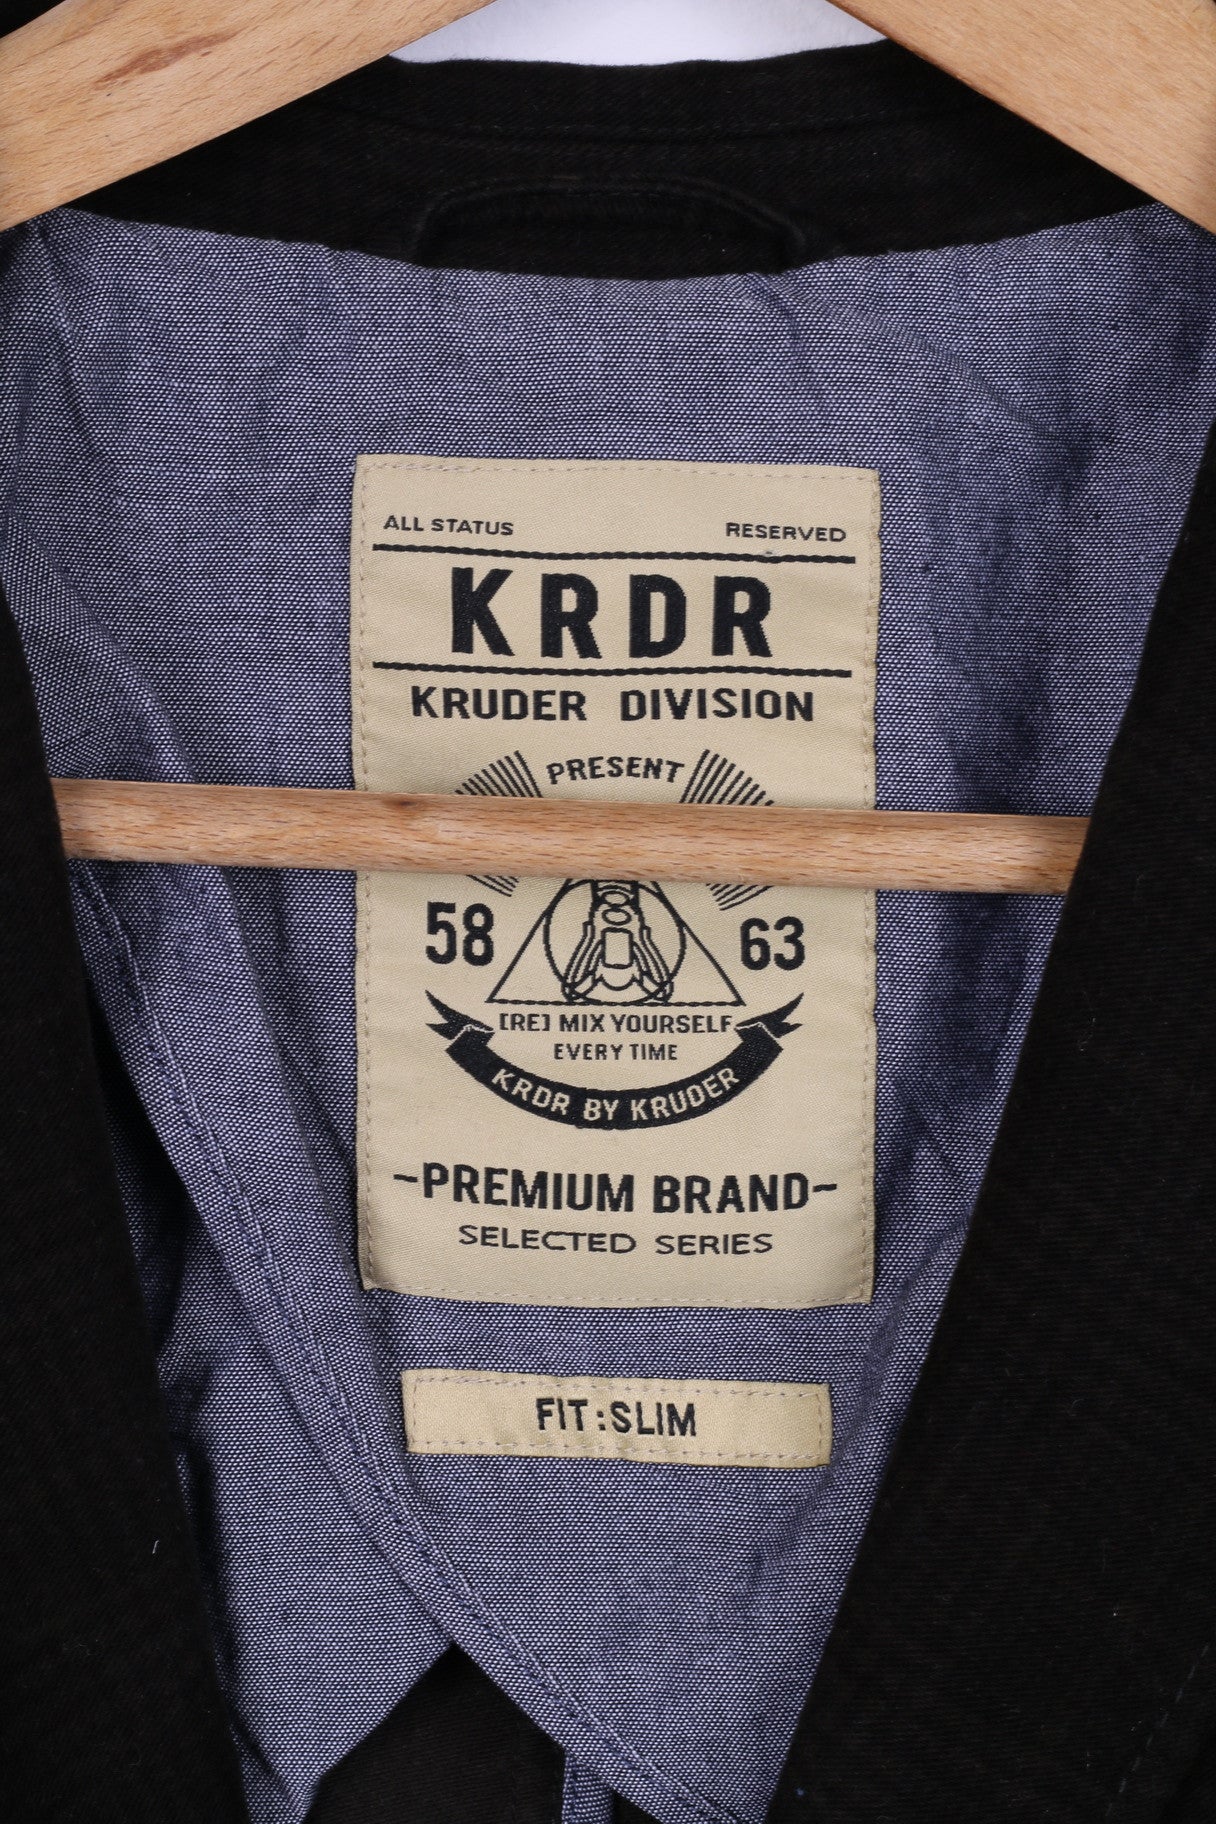 ALL STATUS RESERVED
KRDR
KRUDER DIVISION
PRESENT
58 63
[RE] MIX YOURSELF
EVERY TIME
KRDR BY KRUDER
-PREMIUM BRAND-
SELECTED SERIES
FIT:SLIM